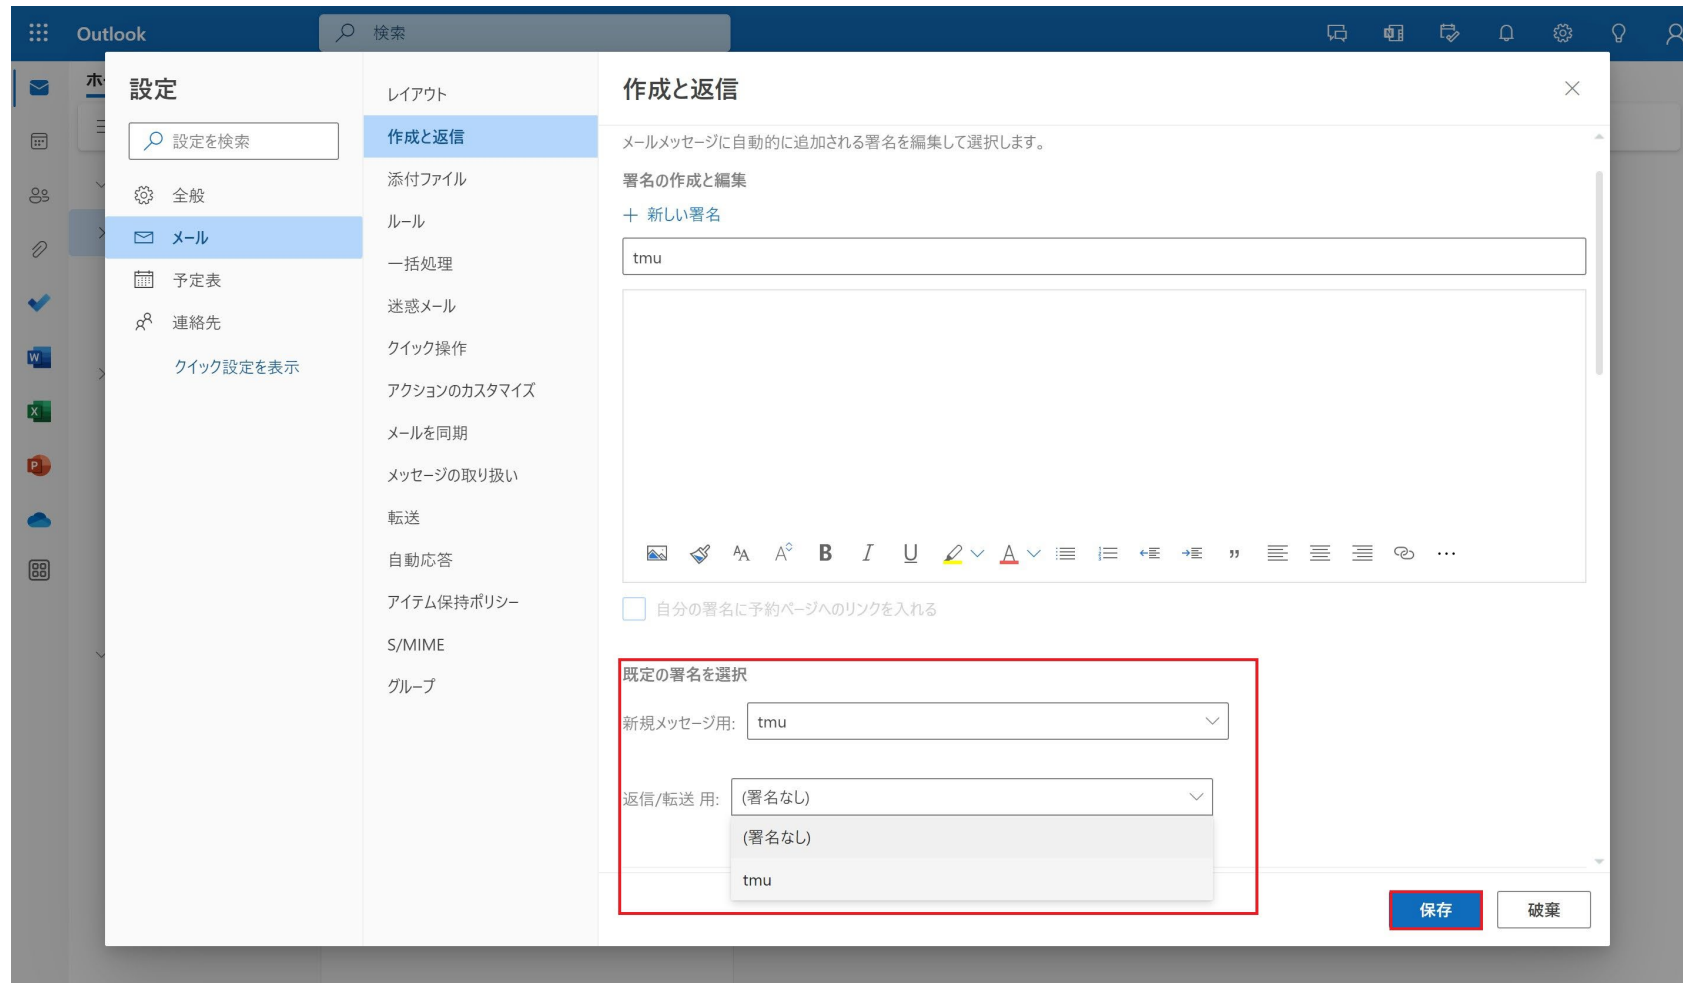 Outlook
検索
設定
設定を検索
全般
メール
予定表
連絡先
クイック設定を表示
レイアウト
作成と返信
添付ファイル
ルール
一括処理
迷惑メール
クイック操作
アクションのカスタマイズ
メールを同期
メッセージの取り扱い
転送
自動応答
アイテム保持ポリシー
S/MIME
グループ
作成と返信
メールメッセージに自動的に追加される署名を編集して選択します。
署名の作成と編集
新しい署名
tmu
自分の署名に予約ページへのリンクを入れる
既定の署名を選択
新規メッセージ用: tmu
返信/転送 用: (署名なし)
(署名なし)
tmu
保存 破棄